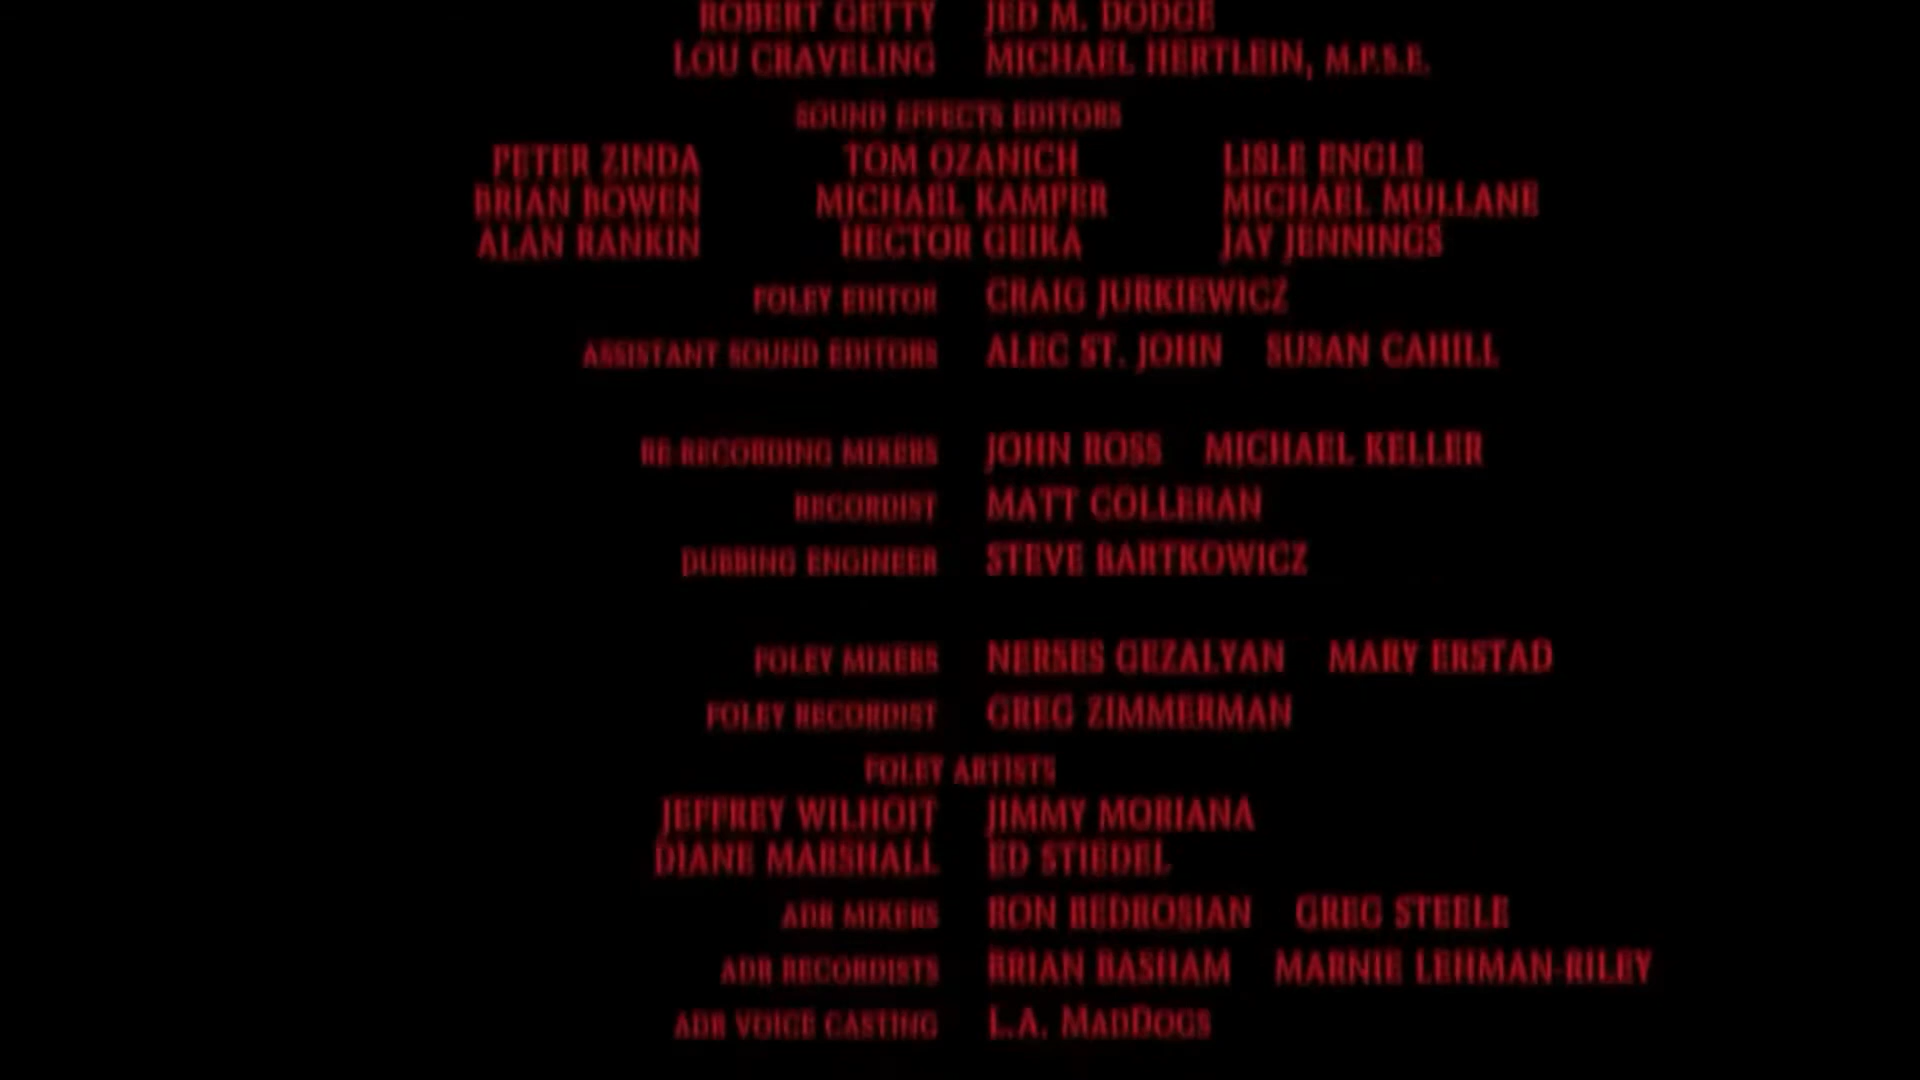 ROBERT GETTY JED M. DODGE
LOU CRAVELING MICHAEL HERTLEIN, M.P.S.E.
SOUND EFFECTS EDITORS
PETER ZINDA TOM OZANICH LISLE ENGLE
BRIAN BOWEN MICHAEL KAMPER MICHAEL MULLANE
ALAN RANKIN HECTOR GEIKA JAY JENNINGS
FOLEY EDITOR CRAIG JURKIEWICZ
ASSISTANT SOUND EDITORS ALEC ST. JOHN SUSAN CAHILL
RE-RECORDING MIXERS JOHN ROSS MICHAEL KELLER
RECORDIST MATT COLLERAN
DUBBING ENGINEER STEVE BARTKOWICZ
FOLEY MIXERS NERSES GEZALYAN MARY ERSTAD
FOLEY RECORDIST GREG ZIMMERMAN
FOLEY ARTISTS
JEFFREY WILHOIT JIMMY MORIANA
DIANE MARSHALL ED STIEDEL
ADR MIXERS RON BEDROSIAN GREG STEELE
ADR RECORDISTS BRIAN BASHAM MARNIE LEHMAN-RILEY
ADR VOICE CASTING L.A. MADDOGS